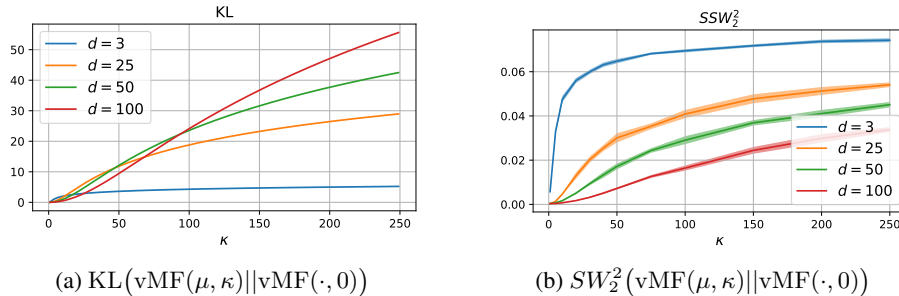 KL
50
40
30
20
10
0
d = 3
d = 25
d = 50
d = 100
0 50 100 150 200 250
κ
(a) KL(vMF(μ, κ)||vMF(·, 0))
SSW₂²
0.06
0.04
0.02
0.00
d = 3
d = 25
d = 50
d = 100
0 50 100 150 200 250
κ
(b) SW₂²(vMF(μ, κ)||vMF(·, 0))